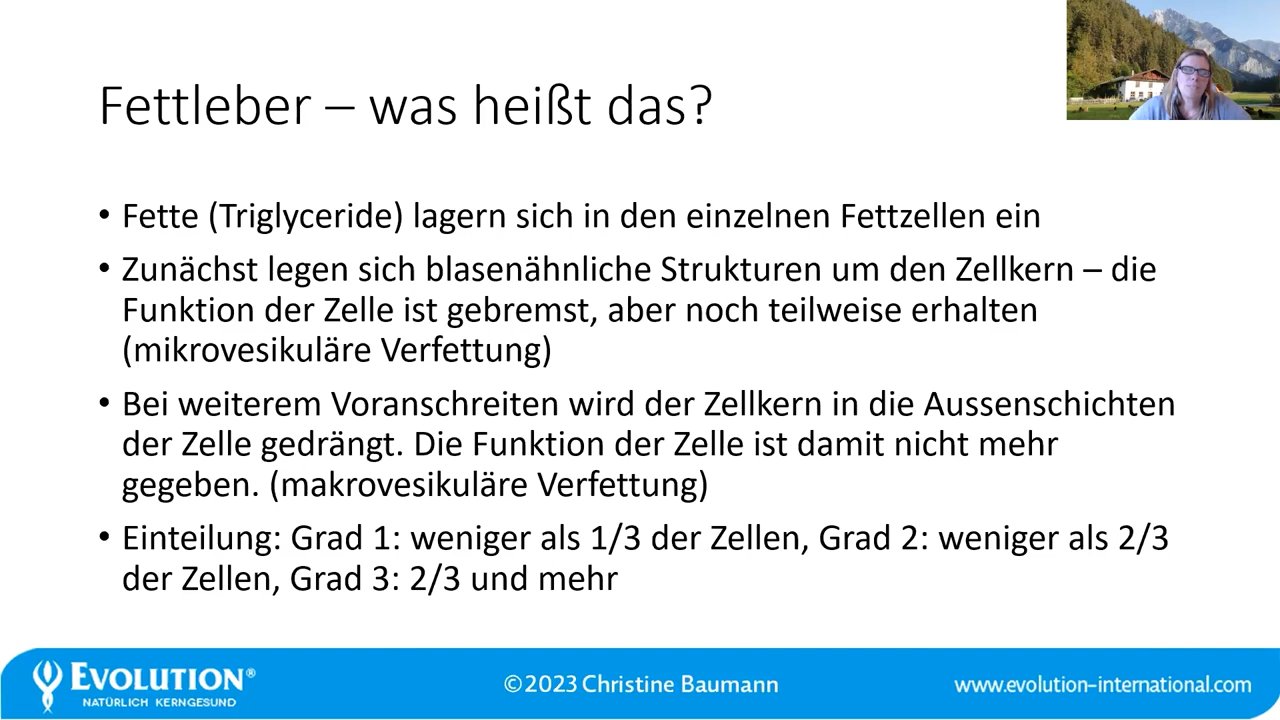 Fettleber – was heißt das?
• Fette (Triglyceride) lagern sich in den einzelnen Fettzellen ein
• Zunächst legen sich blasenähnliche Strukturen um den Zellkern – die
Funktion der Zelle ist gebremst, aber noch teilweise erhalten
(mikrovesikuläre Verfettung)
• Bei weiterem Voranschreiten wird der Zellkern in die Aussenschichten
der Zelle gedrängt. Die Funktion der Zelle ist damit nicht mehr
gegeben. (makrovesikuläre Verfettung)
• Einteilung: Grad 1: weniger als 1/3 der Zellen, Grad 2: weniger als 2/3
der Zellen, Grad 3: 2/3 und mehr
EVOLUTION®
NATÜRLICH KERNGESUND
©2023 Christine Baumann
www.evolution-international.com